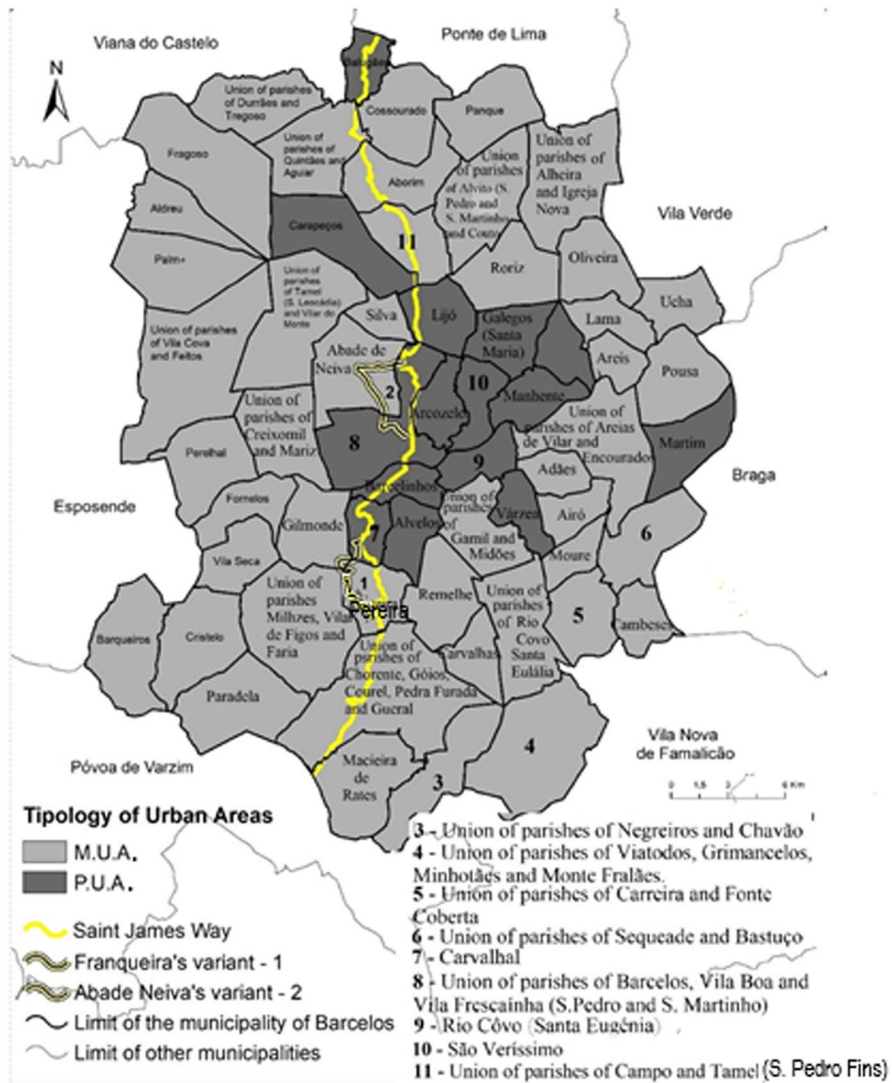 Viana do Castelo
Ponte de Lima
N
Balugães
Union of parishes
of Durrães and
Tregoso
Cossourado
Panque
Fragoso
Union of
parishes of
Quintães and
Aguiar
Aborim
Union
of parishes
of Alvito (S.
Pedro and
S. Martinho
and Couto
Union of
parishes of
Alheira
and Igreja
Nova
Aldreu
Carapeços
11
Vila Verde
Palm+
Union of
parishes
of Tamel
(S. Leocádia)
and Vilar do
Monte
Roriz
Oliveira
Ucha
Union of parishes
of Vila Cova
and Feitos
Silva
Lijó
Galegos
(Santa
Maria)
Lama
Areis
Pousa
Abade de
Neiva
2
10
Arcozelo
Manhente
Union of
parishes of
Creixomil
and Mariz
8
Union of
parishes of Areias
de Vilar and
Encourados
Martim
Perelhal
9
Adães
Braga
Barcelinhos
Esposende
Fornelos
Gilmonde
7
Alvelos
Union of
parishes
of
Gamil and
Midões
Várzea
Airó
6
Vila Seca
Moure
1
Pereira
Union of
parishes
Milhzes, Vilar
de Figos and
Faria
Remelhe
Union of
parishes
of Rio
Covo
Santa
Eulália
5
Cambeses
Barqueiros
Cristelo
Union of
parishes of
Chorente, Góios,
Courel, Pedra Furada
and Gueral
Carvalhas
Paradela
4
Vila Nova
de Famalicão
Póvoa de Varzim
Macieira
de
Rates
3
0 1,5 3 6 Km
Tipology of Urban Areas
M.U.A.
P.U.A.
Saint James Way
Franqueira's variant - 1
Abade Neiva's variant - 2
Limit of the municipality of Barcelos
Limit of other municipalities
3 - Union of parishes of Negreiros and Chavão
4 - Union of parishes of Viatodos, Grimancelos,
Minhotães and Monte Fralães.
5 - Union of parishes of Carreira and Fonte
Coberta
6 - Union of parishes of Sequeade and Bastuço
7 - Carvalhal
8 - Union of parishes of Barcelos, Vila Boa and
Vila Frescaínha (S.Pedro and S. Martinho)
9 - Rio Côvo (Santa Eugénia)
10 - São Veríssimo
11 - Union of parishes of Campo and Tamel (S. Pedro Fins)